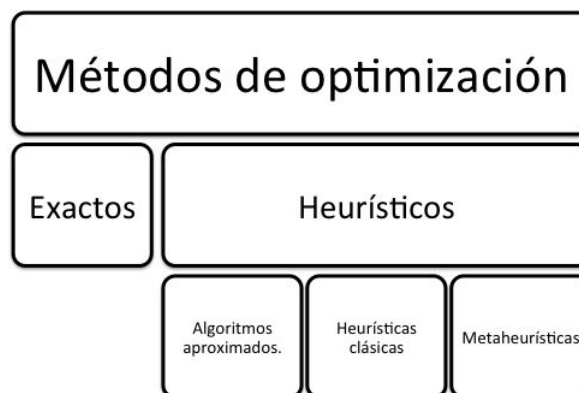 Métodos de optimización
Exactos
Heurísticos
Algoritmos
aproximados.
Heurísticas
clásicas
Metaheurísticas